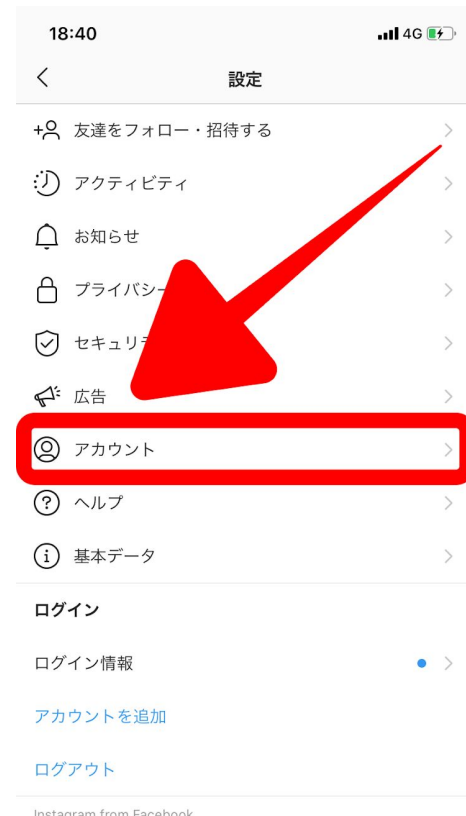 18:40
4G
設定
友達をフォロー・招待する
アクティビティ
お知らせ
プライバシー
セキュリテ
広告
アカウント
ヘルプ
基本データ
ログイン
ログイン情報
アカウントを追加
ログアウト
Instagram from Facebook